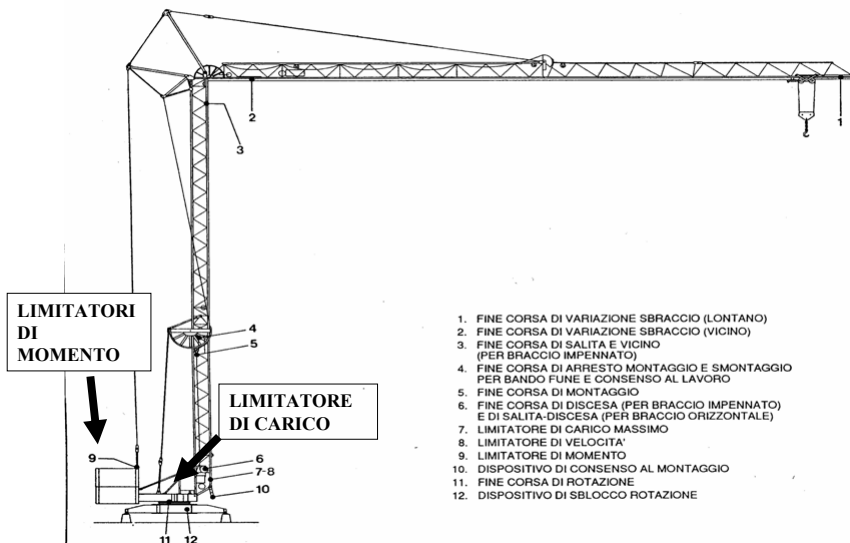 2
1
3
LIMITATORI
DI
MOMENTO
4
5
LIMITATORE
DI CARICO
9
6
7-8
10
11 12
1. FINE CORSA DI VARIAZIONE SBRACCIO (LONTANO)
2. FINE CORSA DI VARIAZIONE SBRACCIO (VICINO)
3. FINE CORSA DI SALITA E VICINO
(PER BRACCIO IMPENNATO)
4. FINE CORSA DI ARRESTO MONTAGGIO E SMONTAGGIO
PER BANDO FUNE E CONSENSO AL LAVORO
5. FINE CORSA DI MONTAGGIO
6. FINE CORSA DI DISCESA (PER BRACCIO IMPENNATO)
E DI SALITA-DISCESA (PER BRACCIO ORIZZONTALE)
7. LIMITATORE DI CARICO MASSIMO
8. LIMITATORE DI VELOCITA'
9. LIMITATORE DI MOMENTO
10. DISPOSITIVO DI CONSENSO AL MONTAGGIO
11. FINE CORSA DI ROTAZIONE
12. DISPOSITIVO DI SBLOCCO ROTAZIONE